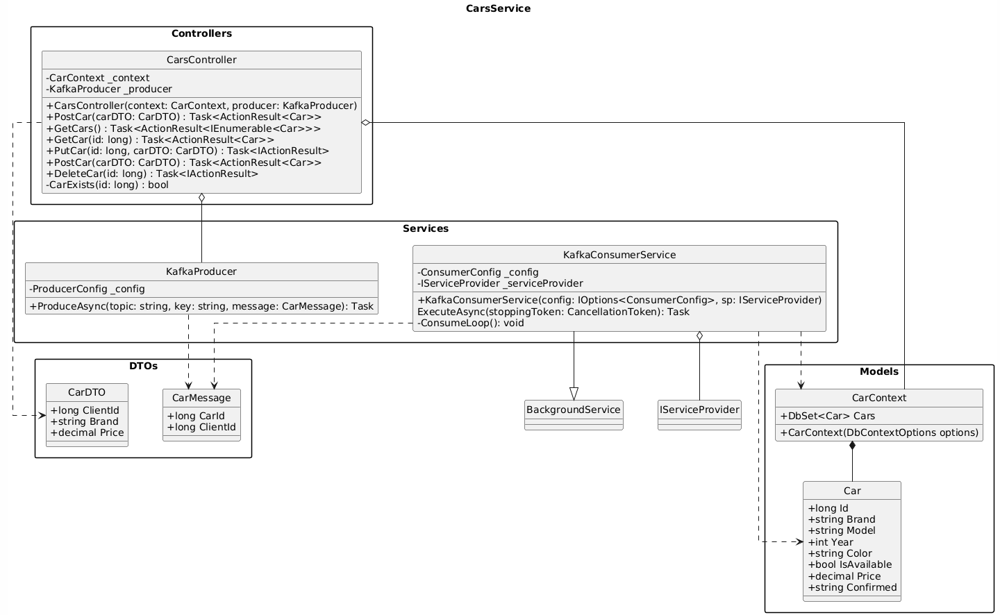 CarsService
Controllers
CarsController
-CarContext _context
-KafkaProducer _producer
+CarsController(context: CarContext, producer: KafkaProducer)
+PostCar(carDTO: CarDTO) : Task<ActionResult<Car>>
+GetCars() : Task<ActionResult<IEnumerable<Car>>>
+GetCar(id: long) : Task<ActionResult<Car>>
+PutCar(id: long, carDTO: CarDTO) : Task<IActionResult>
+PostCar(carDTO: CarDTO) : Task<ActionResult<Car>>
+DeleteCar(id: long) : Task<IActionResult>
-CarExists(id: long) : bool
Services
KafkaProducer
-ProducerConfig _config
+ProduceAsync(topic: string, key: string, message: CarMessage): Task
KafkaConsumerService
-ConsumerConfig _config
-IServiceProvider _serviceProvider
+KafkaConsumerService(config: IOptions<ConsumerConfig>, sp: IServiceProvider)
ExecuteAsync(stoppingToken: CancellationToken): Task
-ConsumeLoop(): void
DTOs
CarDTO
+long ClientId
+string Brand
+decimal Price
CarMessage
+long CarId
+long ClientId
BackgroundService
IServiceProvider
Models
CarContext
+DbSet<Car> Cars
+CarContext(DbContextOptions options)
Car
+long Id
+string Brand
+string Model
+int Year
+string Color
+bool IsAvailable
+decimal Price
+string Confirmed